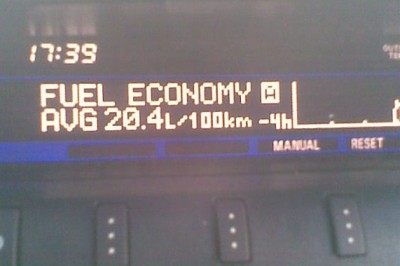 17:39
FUEL ECONOMY A
AVG 20.4L/100km -4h
MANUAL RESET